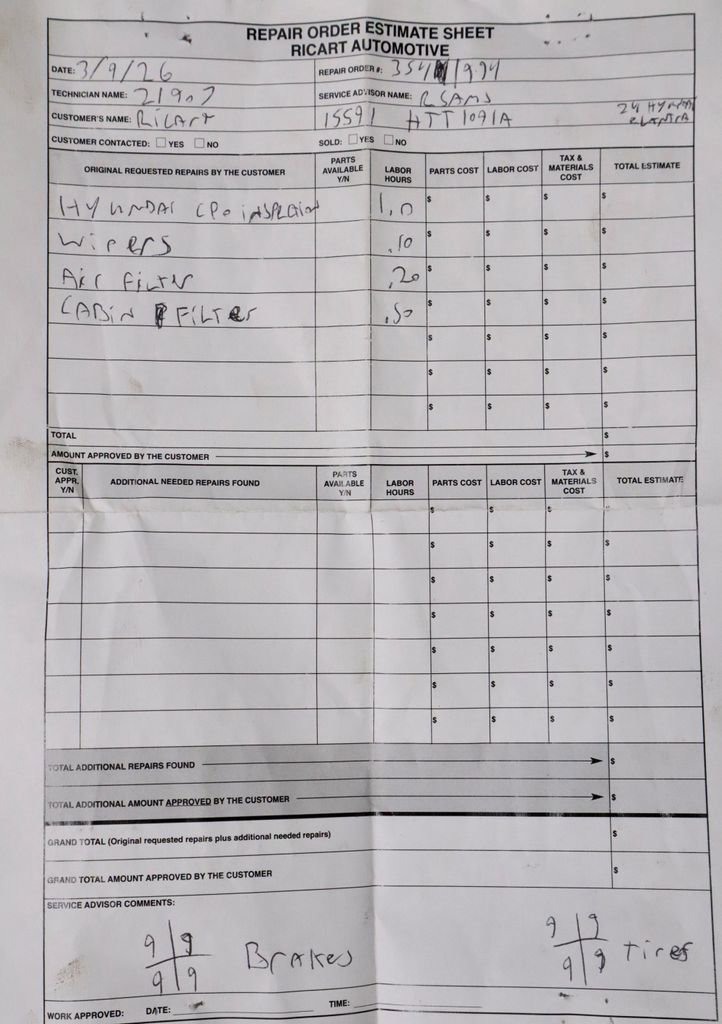 REPAIR ORDER ESTIMATE SHEET
RICART AUTOMOTIVE
DATE: 3/9/26 REPAIR ORDER #: 354 1994
TECHNICIAN NAME: 21907 SERVICE ADVISOR NAME: RSAMS
CUSTOMER'S NAME: Ricart 15591 HTT1091A 24 HYUNDAI
ELANTRA
CUSTOMER CONTACTED: ☐ YES ☐ NO SOLD: ☐ YES ☐ NO
ORIGINAL REQUESTED REPAIRS BY THE CUSTOMER PARTS AVAILABLE Y/N LABOR HOURS PARTS COST LABOR COST TAX & MATERIALS COST TOTAL ESTIMATE
HYUNDAI CPO iNSPECTION 1.0 $ $ $ $
WiPERS .10 $ $ $ $
AiR FiLTER .20 $ $ $ $
CABiN FiLTEr .50 $ $ $ $
$ $ $ $
$ $ $ $
$ $ $ $
TOTAL $
AMOUNT APPROVED BY THE CUSTOMER $
CUST. APPR. Y/N ADDITIONAL NEEDED REPAIRS FOUND PARTS AVAILABLE Y/N LABOR HOURS PARTS COST LABOR COST TAX & MATERIALS COST TOTAL ESTIMATE
$ $ $ $
$ $ $ $
$ $ $ $
$ $ $ $
$ $ $ $
$ $ $ $
$ $ $ $
TOTAL ADDITIONAL REPAIRS FOUND $
TOTAL ADDITIONAL AMOUNT APPROVED BY THE CUSTOMER $
GRAND TOTAL (Original requested repairs plus additional needed repairs) $
GRAND TOTAL AMOUNT APPROVED BY THE CUSTOMER $
SERVICE ADVISOR COMMENTS:
9 9 9 9
9 9 Brakes 9 9 Tires
WORK APPROVED: DATE: TIME: